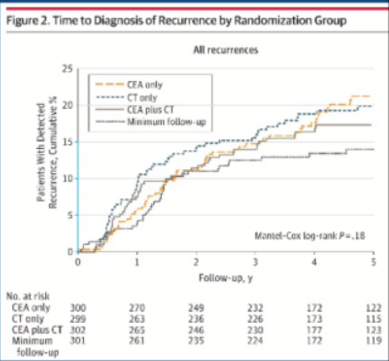 Figure 2. Time to Diagnosis of Recurrence by Randomization Group
All recurrences
Patients With Detected
Recurrence, Cumulative %
25
20
15
10
5
0
CEA only
CT only
CEA plus CT
Minimum follow-up
Mantel-Cox log-rank P=.18
0 1 2 3 4 5
Follow-up, y
No. at risk
CEA only 300 270 249 232 172 122
CT only 299 263 236 226 173 115
CEA plus CT 302 265 246 230 177 123
Minimum 301 261 235 224 172 119
follow-up